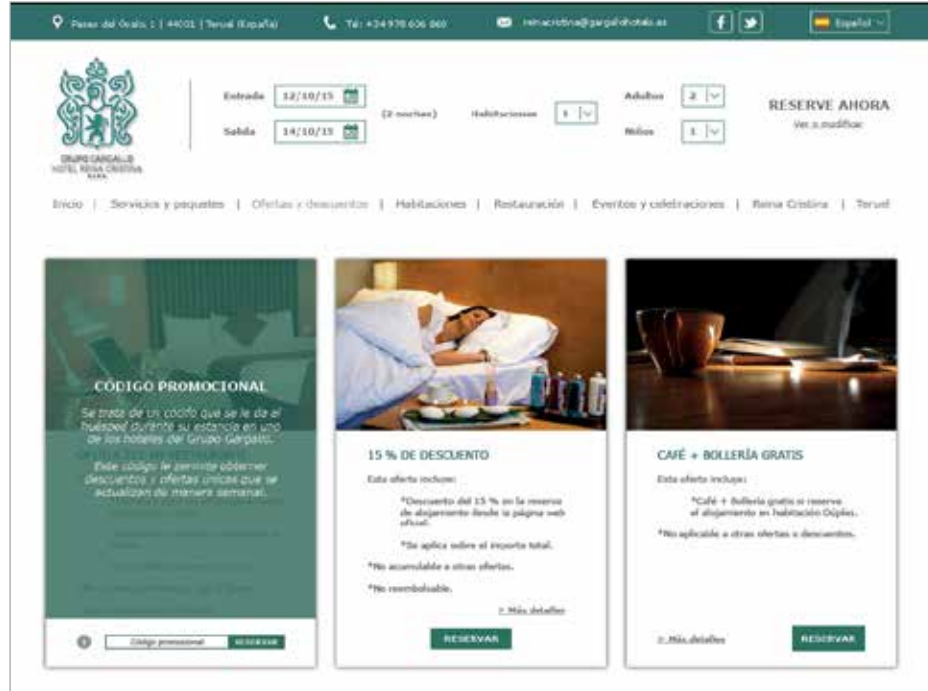 Paseo del Óvalo, 1 | 44001 | Teruel (España)
Tel: +34 978 606 860
reinacristina@gargallohotels.es
Español
Entrada 12/10/15
Salida 14/10/15
(2 noches)
Habitaciones 1
Adultos 2
Niños 1
RESERVE AHORA
Ver o modificar
GRUPO GARGALLO
HOTEL REINA CRISTINA
Inicio | Servicios y paquetes | Ofertas y descuentos | Habitaciones | Restauración | Eventos y celebraciones | Reina Cristina | Teruel
CÓDIGO PROMOCIONAL
Se trata de un código que se le da al
huésped durante su estancia en uno
de los hoteles del Grupo Gargallo.
Este código le permite obtener
descuentos y ofertas únicas que se
actualizan de manera semanal.
Código promocional RESERVAR
15 % DE DESCUENTO
Esta oferta incluye:
*Descuento del 15 % en la reserva
de alojamiento desde la página web
oficial.
*Se aplica sobre el importe total.
*No acumulable a otras ofertas.
*No reembolsable.
> Más detalles
RESERVAR
CAFÉ + BOLLERÍA GRATIS
Esta oferta incluye:
*Café + Bollería gratis si reserva
el alojamiento en habitación Dúplex.
*No aplicable a otras ofertas o descuentos.
> Más detalles
RESERVAR